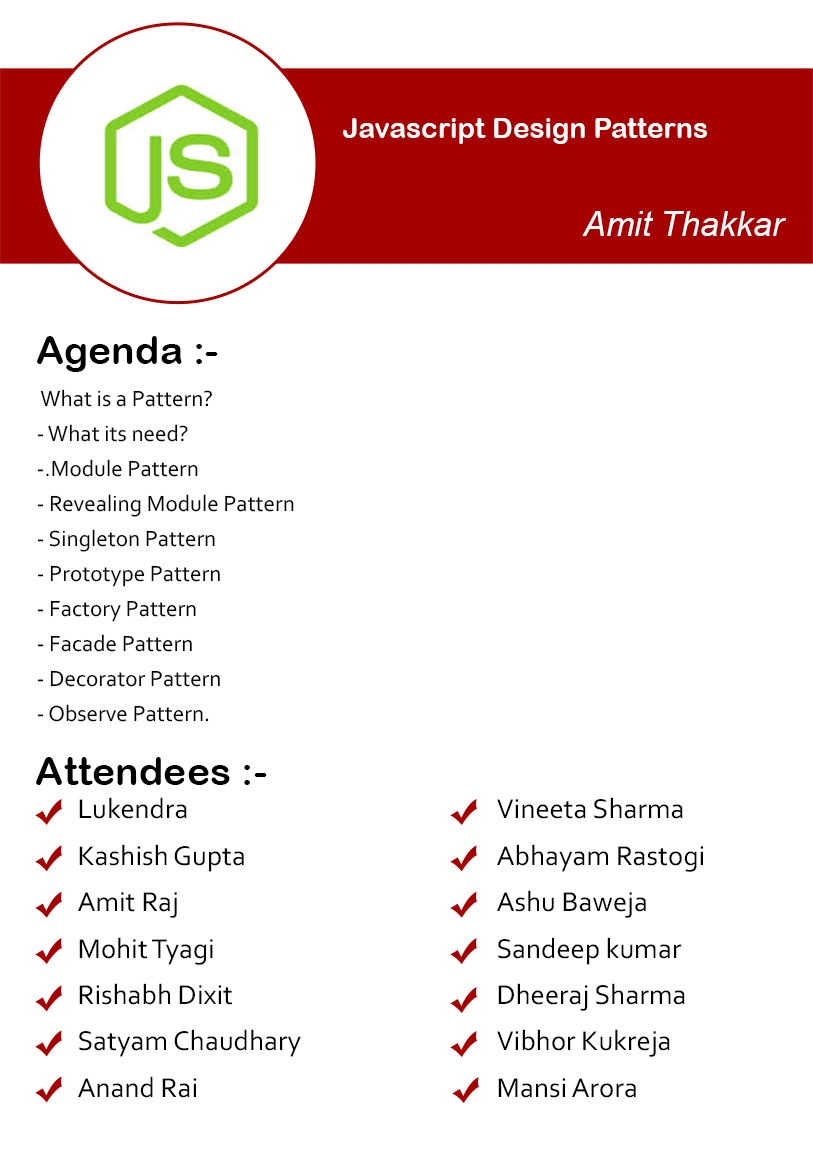 JS
Javascript Design Patterns
Amit Thakkar
Agenda :-
What is a Pattern?
- What its need?
-.Module Pattern
- Revealing Module Pattern
- Singleton Pattern
- Prototype Pattern
- Factory Pattern
- Facade Pattern
- Decorator Pattern
- Observe Pattern.
Attendees :-
Lukendra
Kashish Gupta
Amit Raj
Mohit Tyagi
Rishabh Dixit
Satyam Chaudhary
Anand Rai
Vineeta Sharma
Abhayam Rastogi
Ashu Baweja
Sandeep kumar
Dheeraj Sharma
Vibhor Kukreja
Mansi Arora